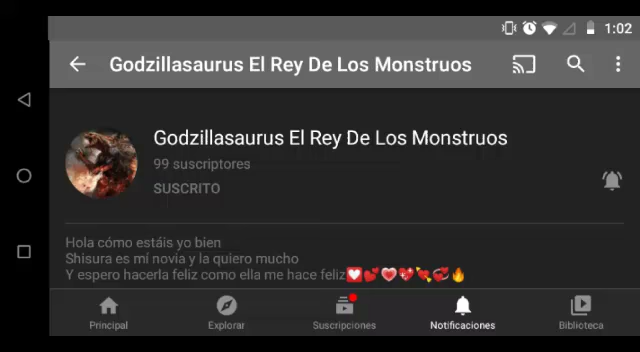 1:02
Godzillasaurus El Rey De Los Monstruos
Godzillasaurus El Rey De Los Monstruos
99 suscriptores
SUSCRITO
Hola cómo estáis yo bien
Shisura es mi novia y la quiero mucho
Y espero hacerla feliz como ella me hace feliz💟💕💗💖💘💞🔥
Principal Explorar Suscripciones Notificaciones Biblioteca